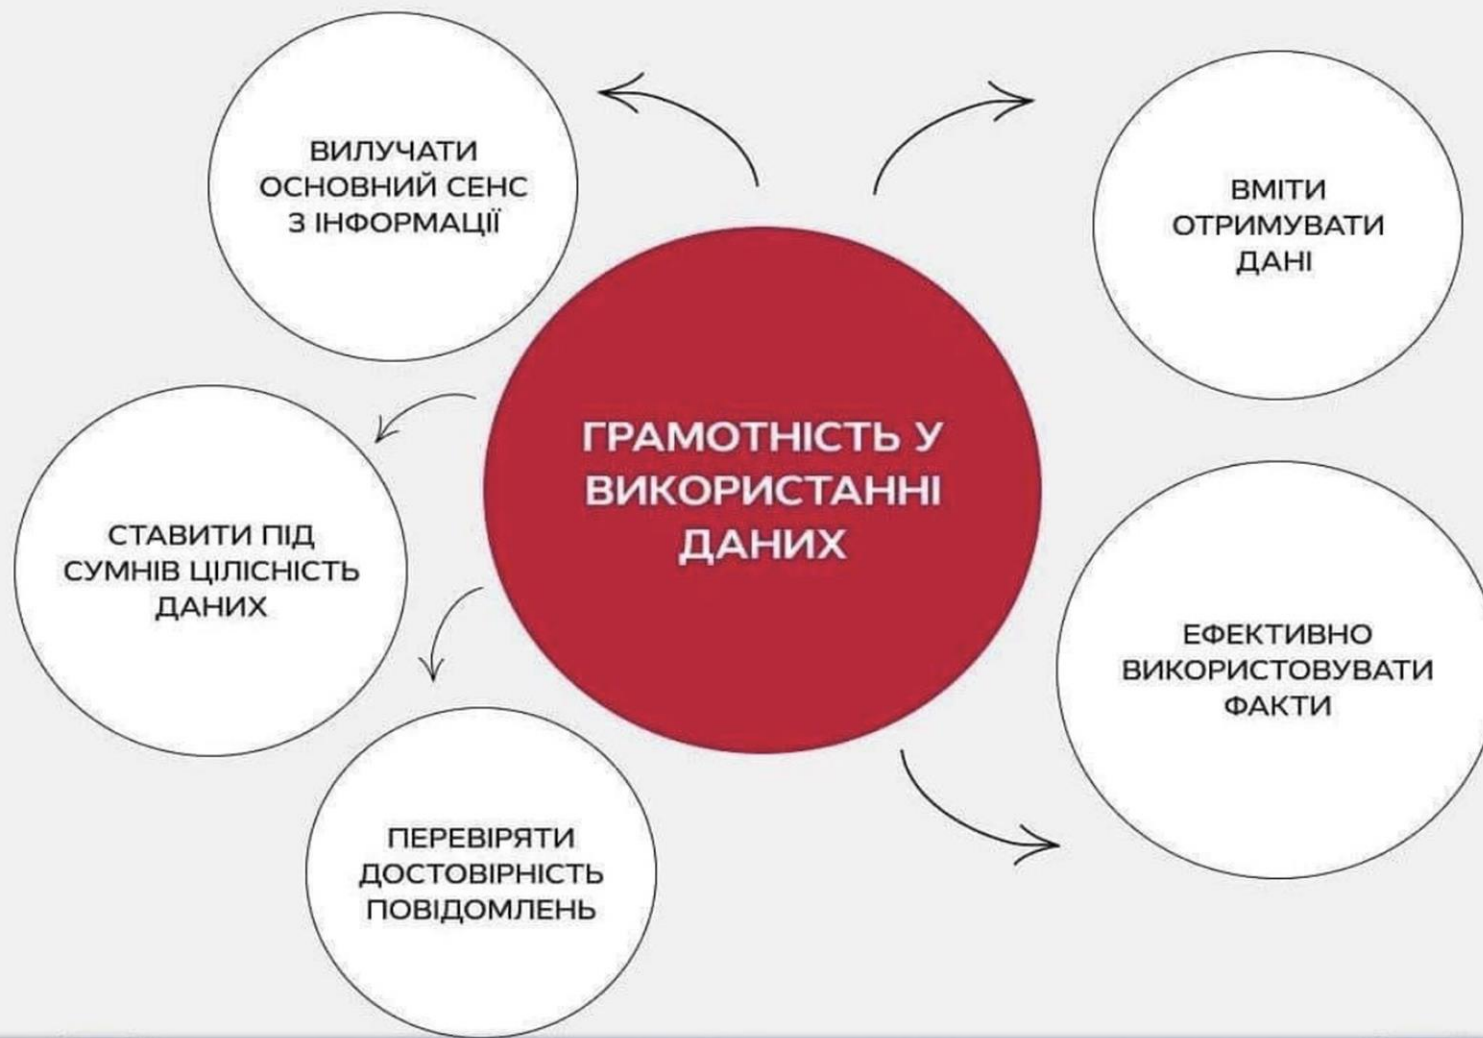 ВИЛУЧАТИ
ОСНОВНИЙ СЕНС
З ІНФОРМАЦІЇ
ВМІТИ
ОТРИМУВАТИ
ДАНІ
ГРАМОТНІСТЬ У
ВИКОРИСТАННІ
ДАНИХ
СТАВИТИ ПІД
СУМНІВ ЦІЛІСНІСТЬ
ДАНИХ
ЕФЕКТИВНО
ВИКОРИСТОВУВАТИ
ФАКТИ
ПЕРЕВІРЯТИ
ДОСТОВІРНІСТЬ
ПОВІДОМЛЕНЬ